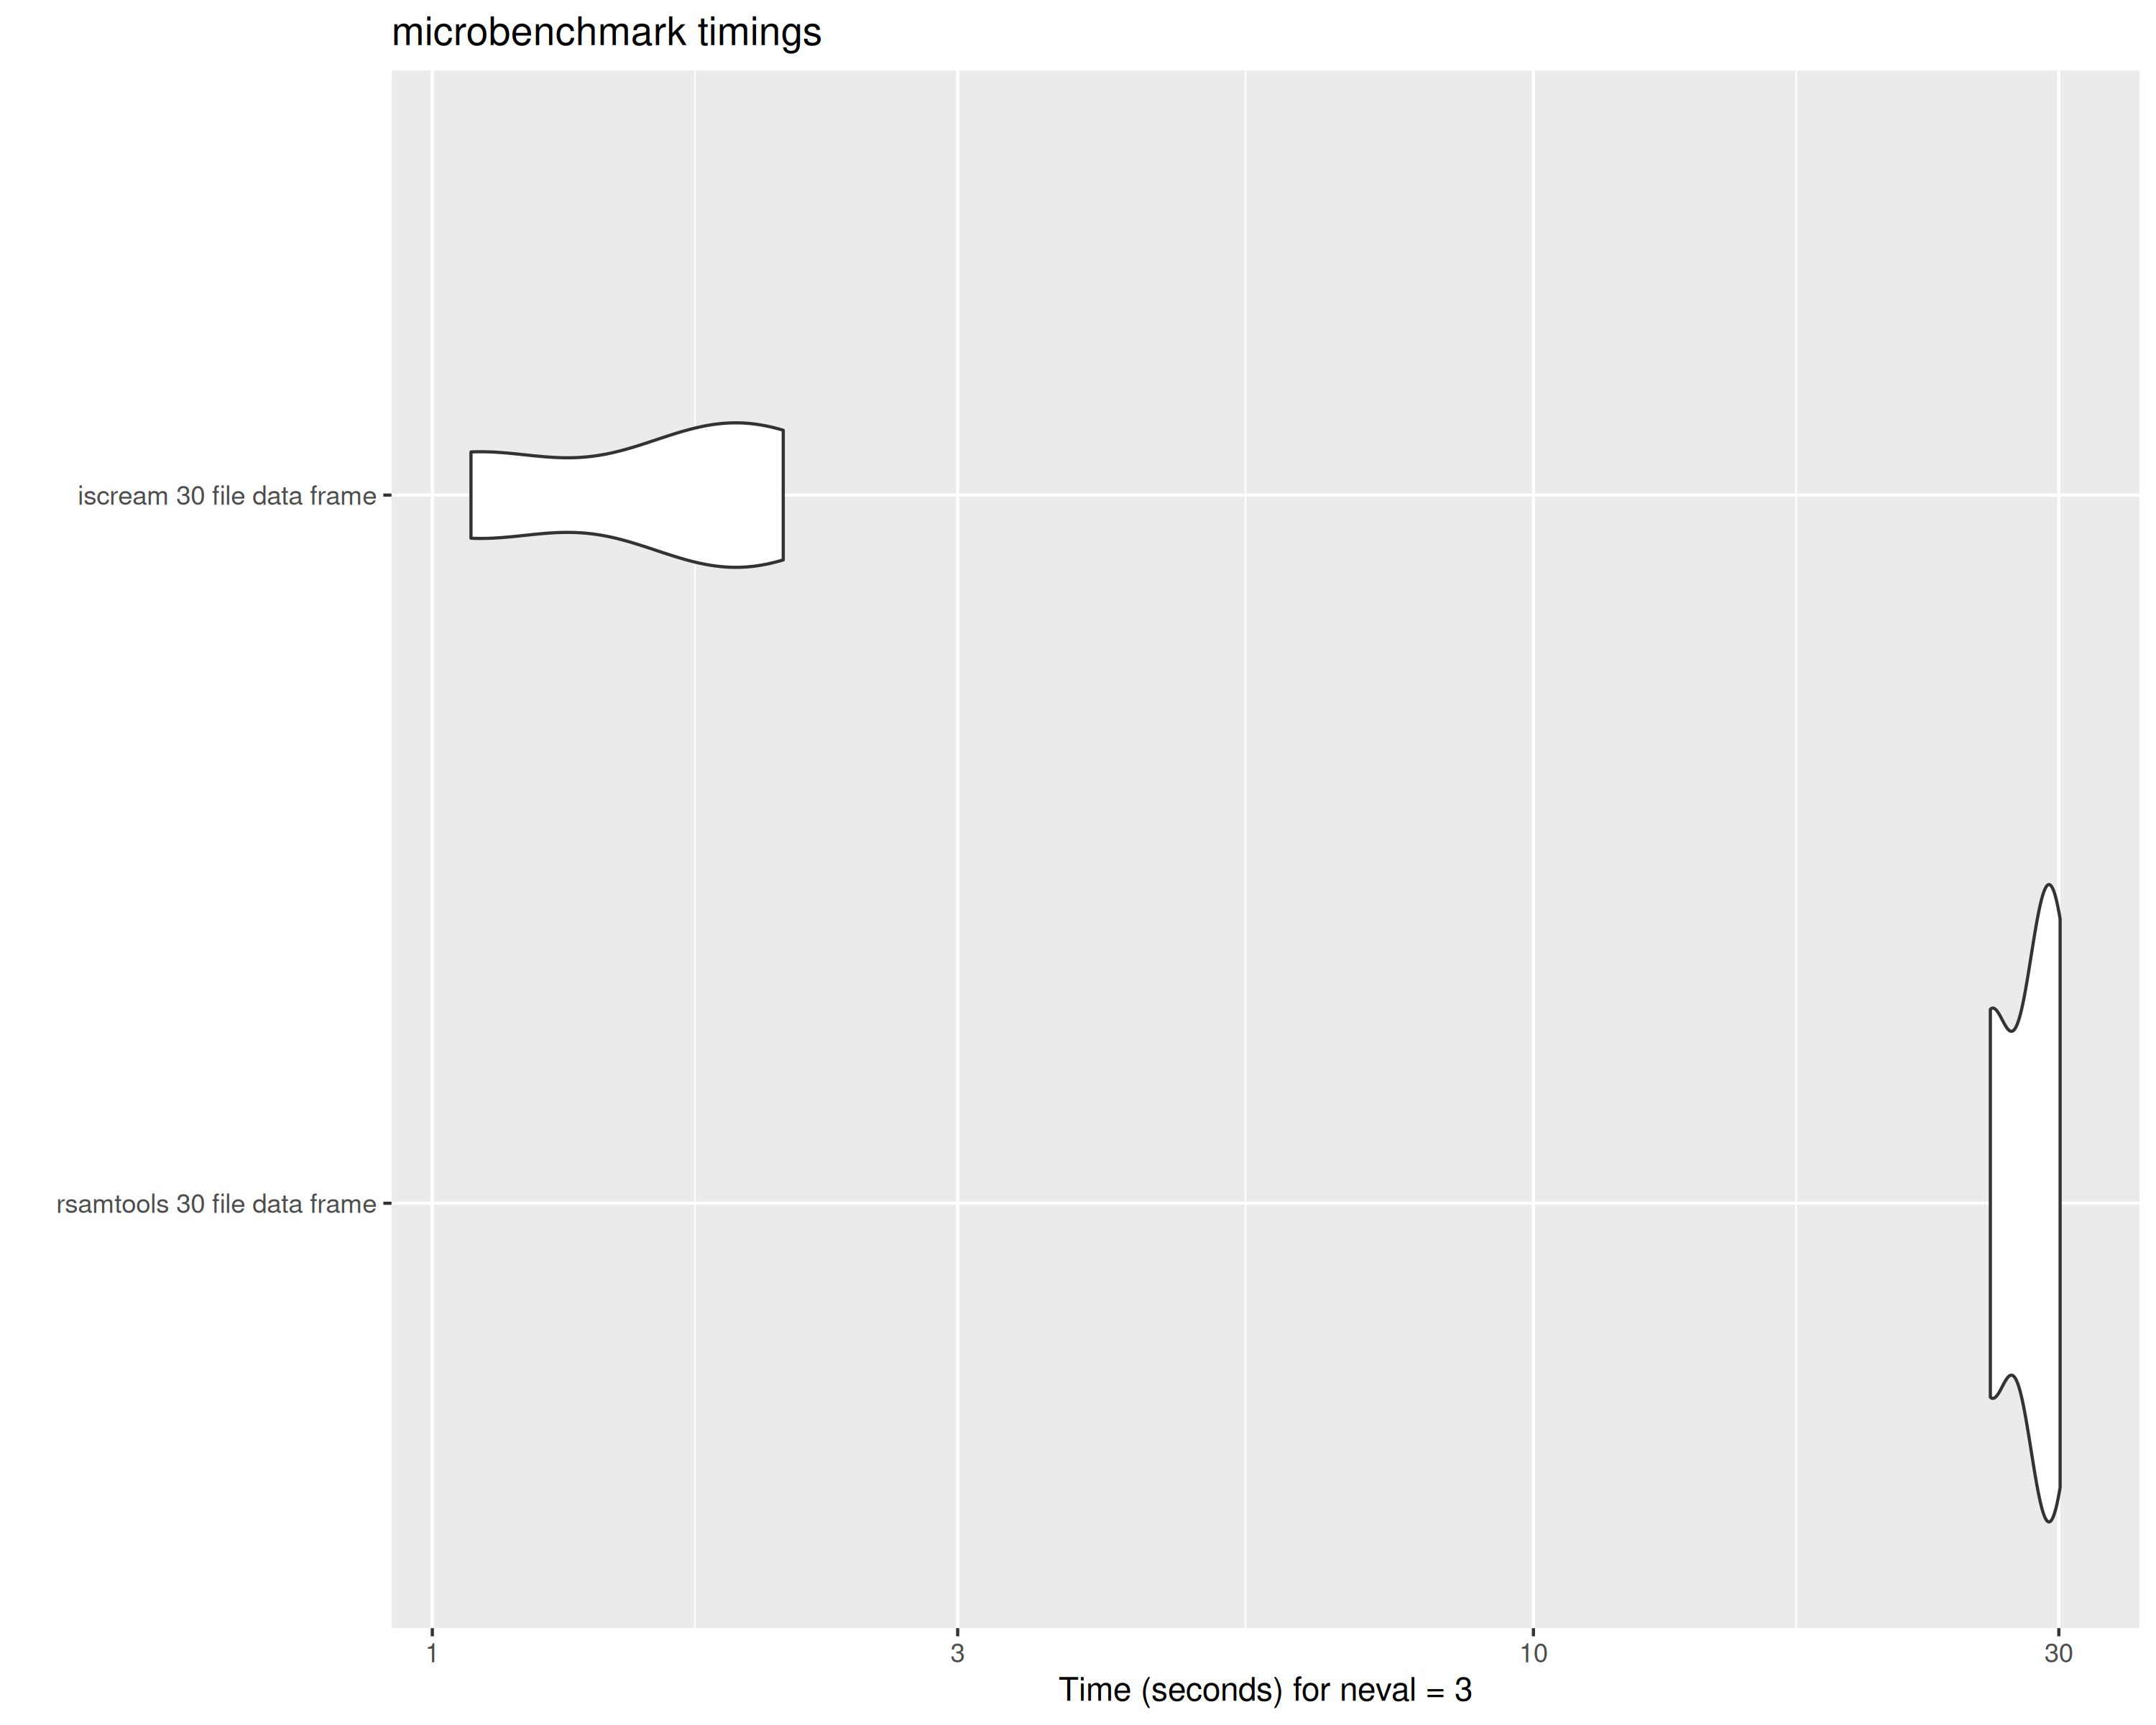 microbenchmark timings
iscream 30 file data frame
rsamtools 30 file data frame
1 3 10 30
Time (seconds) for neval = 3